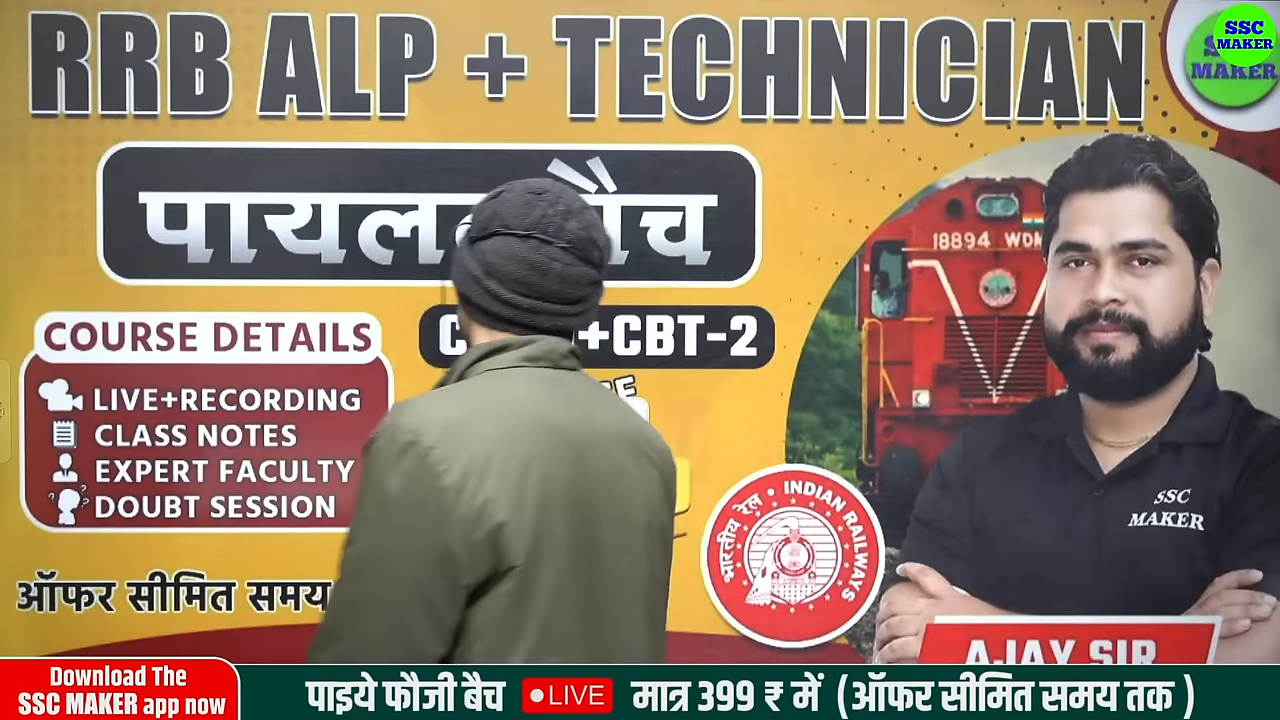 RRB ALP + TECHNICIAN
SSC
MAKER
MAKER
18894
COURSE DETAILS
+CBT-2
LIVE+RECORDING
CLASS NOTES
EXPERT FACULTY
DOUBT SESSION
भारतीय रेल • INDIAN RAILWAYS
SSC
MAKER
ऑफर सीमित समय
AJAY SIR
Download The
SSC MAKER app now
पाइये फौजी बैच LIVE मात्र 399 ₹ में (ऑफर सीमित समय तक )